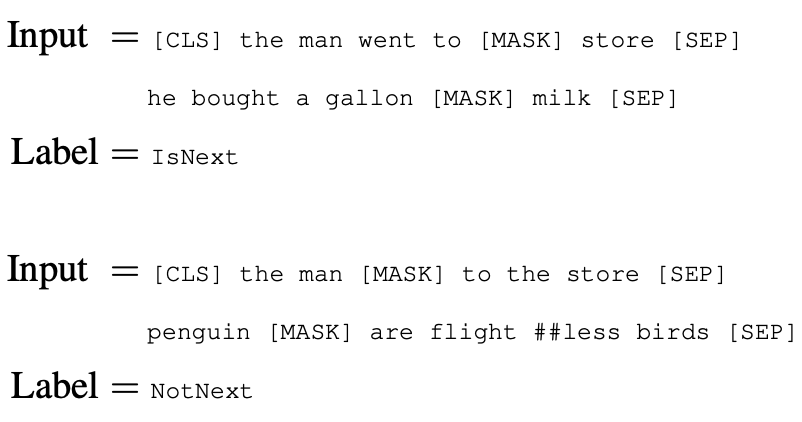 Input = [CLS] the man went to [MASK] store [SEP]
he bought a gallon [MASK] milk [SEP]
Label = IsNext
Input = [CLS] the man [MASK] to the store [SEP]
penguin [MASK] are flight ##less birds [SEP]
Label = NotNext